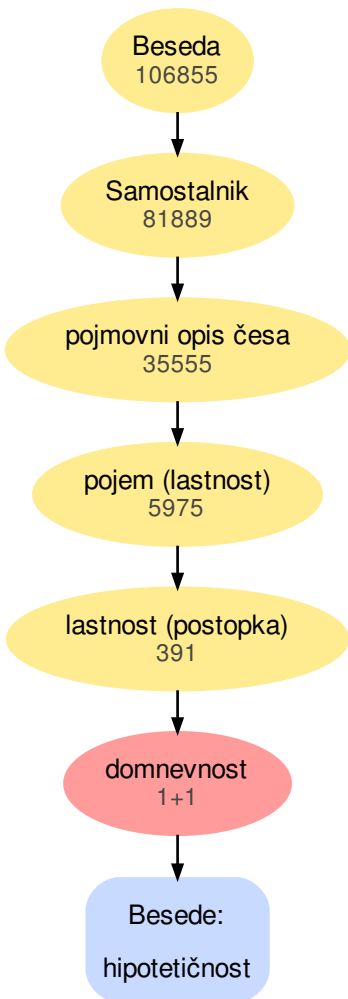 Beseda
106855
Samostalnik
81889
pojmovni opis česa
35555
pojem (lastnost)
5975
lastnost (postopka)
391
domnevnost
1+1
Besede:
hipotetičnost